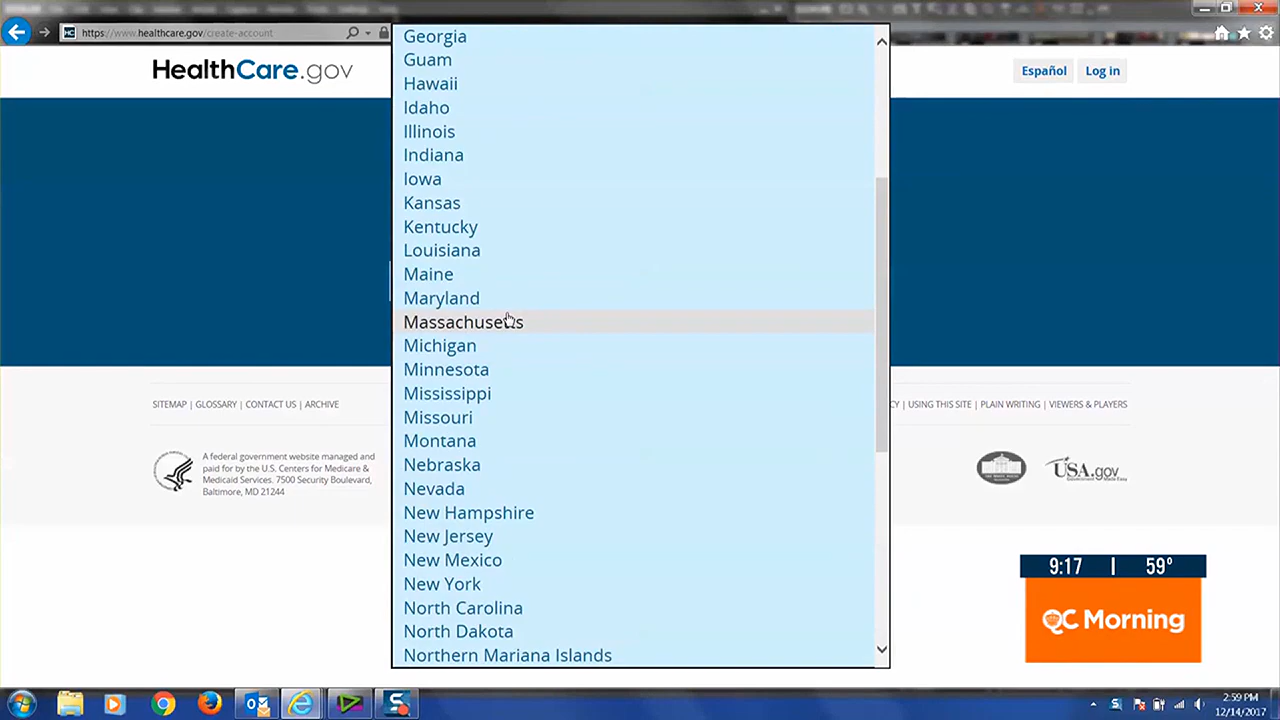 https://www.healthcare.gov/create-account
HealthCare.gov
Español
Log in
Georgia
Guam
Hawaii
Idaho
Illinois
Indiana
Iowa
Kansas
Kentucky
Louisiana
Maine
Maryland
Massachusetts
Michigan
Minnesota
Mississippi
Missouri
Montana
Nebraska
Nevada
New Hampshire
New Jersey
New Mexico
New York
North Carolina
North Dakota
Northern Mariana Islands
SITEMAP | GLOSSARY | CONTACT US | ARCHIVE
| USING THIS SITE | PLAIN WRITING | VIEWERS & PLAYERS
A federal government website managed and
paid for by the U.S. Centers for Medicare &
Medicaid Services. 7500 Security Boulevard,
Baltimore, MD 21244
USA.gov
9:17 | 59°
QC Morning
2:59 PM
12/14/2017